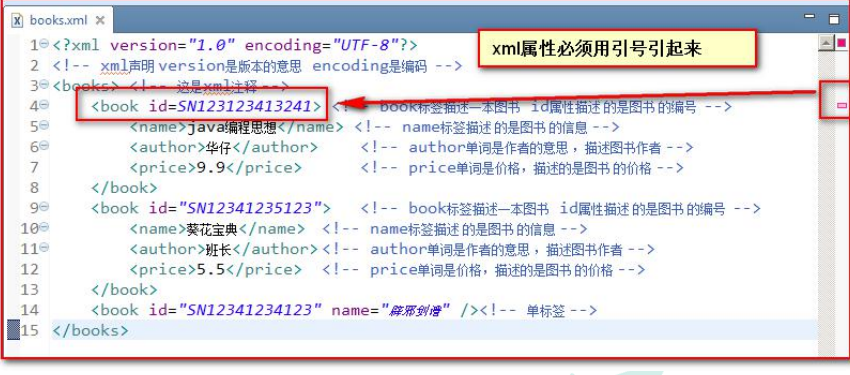 books.xml
xml属性必须用引号引起来
1 <?xml version="1.0" encoding="UTF-8"?>
2 <!-- xml声明 version是版本的意思 encoding是编码 -->
3 <books> <!-- 这是xml注释 -->
4 <book id=SN123123413241> <!-- book标签描述一本图书 id属性描述的是图书的编号 -->
5 <name>java编程思想</name> <!-- name标签描述的是图书的信息 -->
6 <author>华仔</author> <!-- author单词是作者的意思，描述图书作者 -->
7 <price>9.9</price> <!-- price单词是价格，描述的是图书的价格 -->
8 </book>
9 <book id="SN12341235123"> <!-- book标签描述一本图书 id属性描述的是图书的编号 -->
10 <name>葵花宝典</name> <!-- name标签描述的是图书的信息 -->
11 <author>班长</author> <!-- author单词是作者的意思，描述图书作者 -->
12 <price>5.5</price> <!-- price单词是价格，描述的是图书的价格 -->
13 </book>
14 <book id="SN12341234123" name="辟邪剑谱" /><!-- 单标签 -->
15 </books>